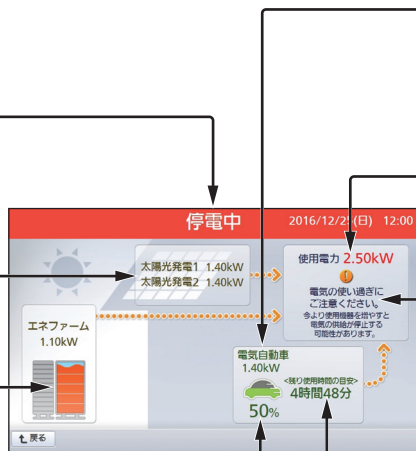 停電中
2016/12/25(日) 12:00
太陽光発電1 1.40kW
太陽光発電2 1.40kW
使用電力 2.50kW
電気の使い過ぎに
ご注意ください。
今より使用機器を増やすと
電気の供給が停止する
可能性があります。
エネファーム
1.10kW
電気自動車
1.40kW
<残り使用時間の目安>
4時間48分
50%
戻る